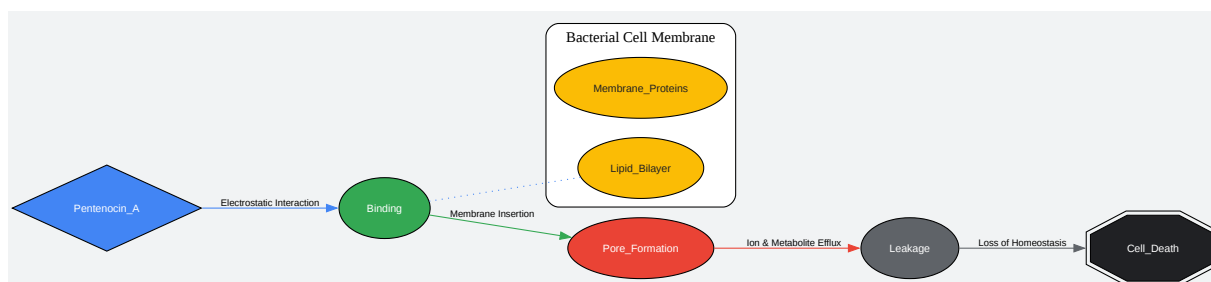 Bacterial Cell Membrane
Membrane_Proteins
Lipid_Bilayer
Pentenocin_A
Electrostatic Interaction
Binding
Membrane Insertion
Pore_Formation
Ion & Metabolite Efflux
Leakage
Loss of Homeostasis
Cell_Death